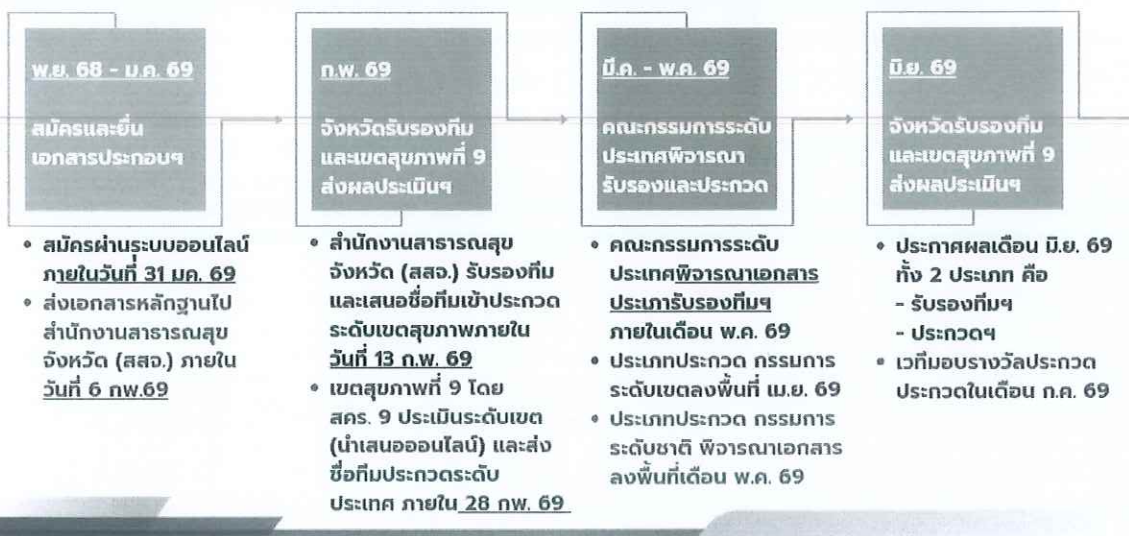 พ.ย. 68 - ม.ค. 69
สมัครและยื่น
เอกสารประกอบฯ
ก.พ. 69
จังหวัดรับรองทีม
และเขตสุขภาพที่ 9
ส่งผลประเมินฯ
มี.ค. - พ.ค. 69
คณะกรรมการระดับ
ประเทศพิจารณา
รับรองและประกวด
มิ.ย. 69
จังหวัดรับรองทีม
และเขตสุขภาพที่ 9
ส่งผลประเมินฯ
• สมัครผ่านระบบออนไลน์
ภายในวันที่ 31 มค. 69
• ส่งเอกสารหลักฐานไป
สำนักงานสาธารณสุข
จังหวัด (สสจ.) ภายใน
วันที่ 6 กพ.69
• สำนักงานสาธารณสุข
จังหวัด (สสจ.) รับรองทีม
และเสนอชื่อทีมเข้าประกวด
ระดับเขตสุขภาพภายใน
วันที่ 13 ก.พ. 69
• เขตสุขภาพที่ 9 โดย
สคร. 9 ประเมินระดับเขต
(นำเสนอออนไลน์) และส่ง
ชื่อทีมประกวดระดับ
ประเทศ ภายใน 28 กพ. 69
• คณะกรรมการระดับ
ประเทศพิจารณาเอกสาร
ประเภารับรองทีมฯ
ภายในเดือน พ.ค. 69
• ประเภทประกวด กรรมการ
ระดับเขตลงพื้นที่ เม.ย. 69
• ประเภทประกวด กรรมการ
ระดับชาติ พิจารณาเอกสาร
ลงพื้นที่เดือน พ.ค. 69
• ประกาศผลเดือน มิ.ย. 69
ทั้ง 2 ประเภท คือ
- รับรองทีมฯ
- ประกวดฯ
• เวทีมอบรางวัลประกวด
ประกวดในเดือน ก.ค. 69